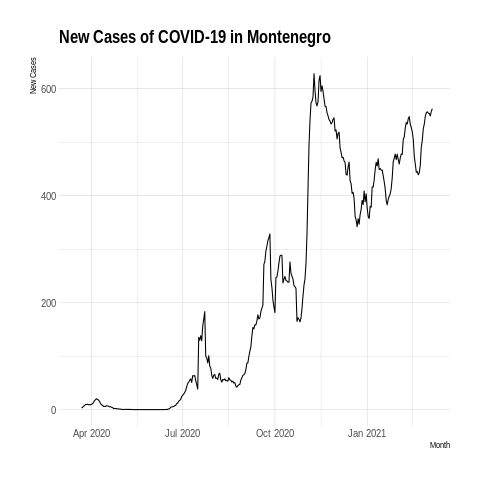 New Cases of COVID-19 in Montenegro
New Cases
600
400
200
0
Apr 2020 Jul 2020 Oct 2020 Jan 2021
Month